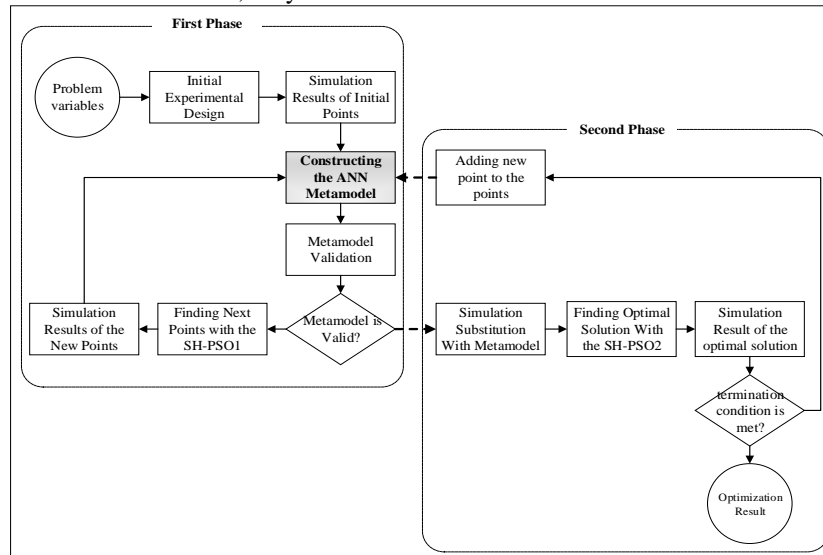 First Phase
Problem
variables
Initial
Experimental
Design
Simulation
Results of Initial
Points
Constructing
the ANN
Metamodel
Metamodel
Validation
Metamodel is
Valid?
Finding Next
Points with the
SH-PSO1
Simulation
Results of the
New Points
Second Phase
Adding new
point to the
points
Simulation
Substitution
With Metamodel
Finding Optimal
Solution With
the SH-PSO2
Simulation
Result of the
optimal solution
termination
condition is
met?
Optimization
Result